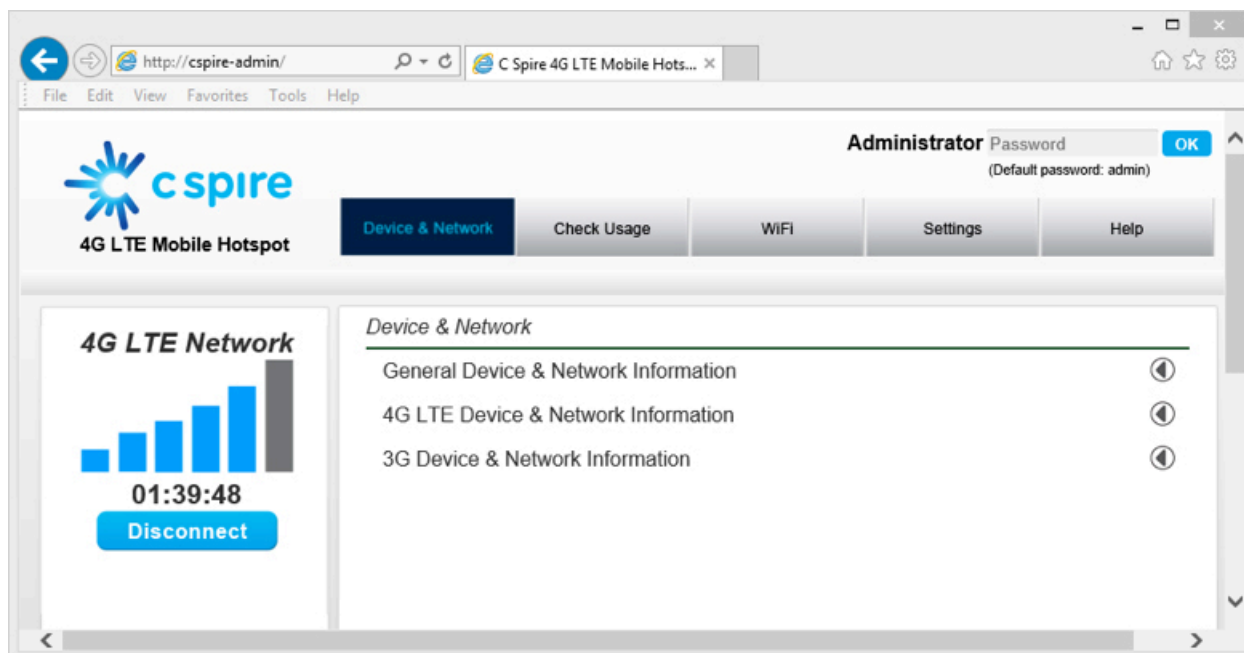 http://cspire-admin/
C Spire 4G LTE Mobile Hots...
File Edit View Favorites Tools Help
c spire
4G LTE Mobile Hotspot
Administrator Password OK
(Default password: admin)
Device & Network Check Usage WiFi Settings Help
4G LTE Network
01:39:48
Disconnect
Device & Network
General Device & Network Information
4G LTE Device & Network Information
3G Device & Network Information